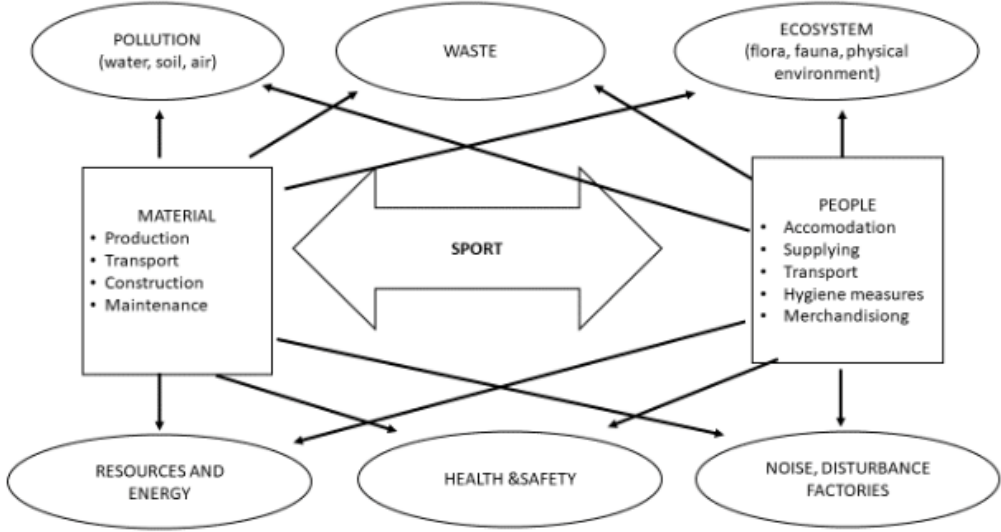 POLLUTION
(water, soil, air)
WASTE
ECOSYSTEM
(flora, fauna, physical
environment)
MATERIAL
• Production
• Transport
• Construction
• Maintenance
SPORT
PEOPLE
• Accomodation
• Supplying
• Transport
• Hygiene measures
• Merchandisiong
RESOURCES AND
ENERGY
HEALTH &SAFETY
NOISE, DISTURBANCE
FACTORIES